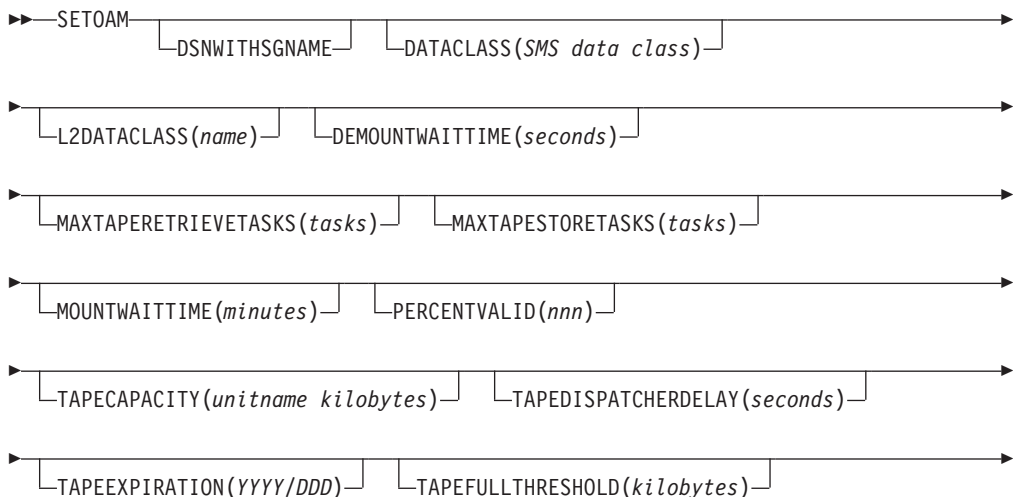 SETOAM
DSNWITHSGNAME DATACLASS(SMS data class)
L2DATACLASS(name) DEMOUNTWAITTIME(seconds)
MAXTAPERETRIEVETASKS(tasks) MAXTAPESTORETASKS(tasks)
MOUNTWAITTIME(minutes) PERCENTVALID(nnn)
TAPECAPACITY(unitname kilobytes) TAPEDISPATCHERDELAY(seconds)
TAPEEXPIRATION(YYYY/DDD) TAPEFULLTHRESHOLD(kilobytes)